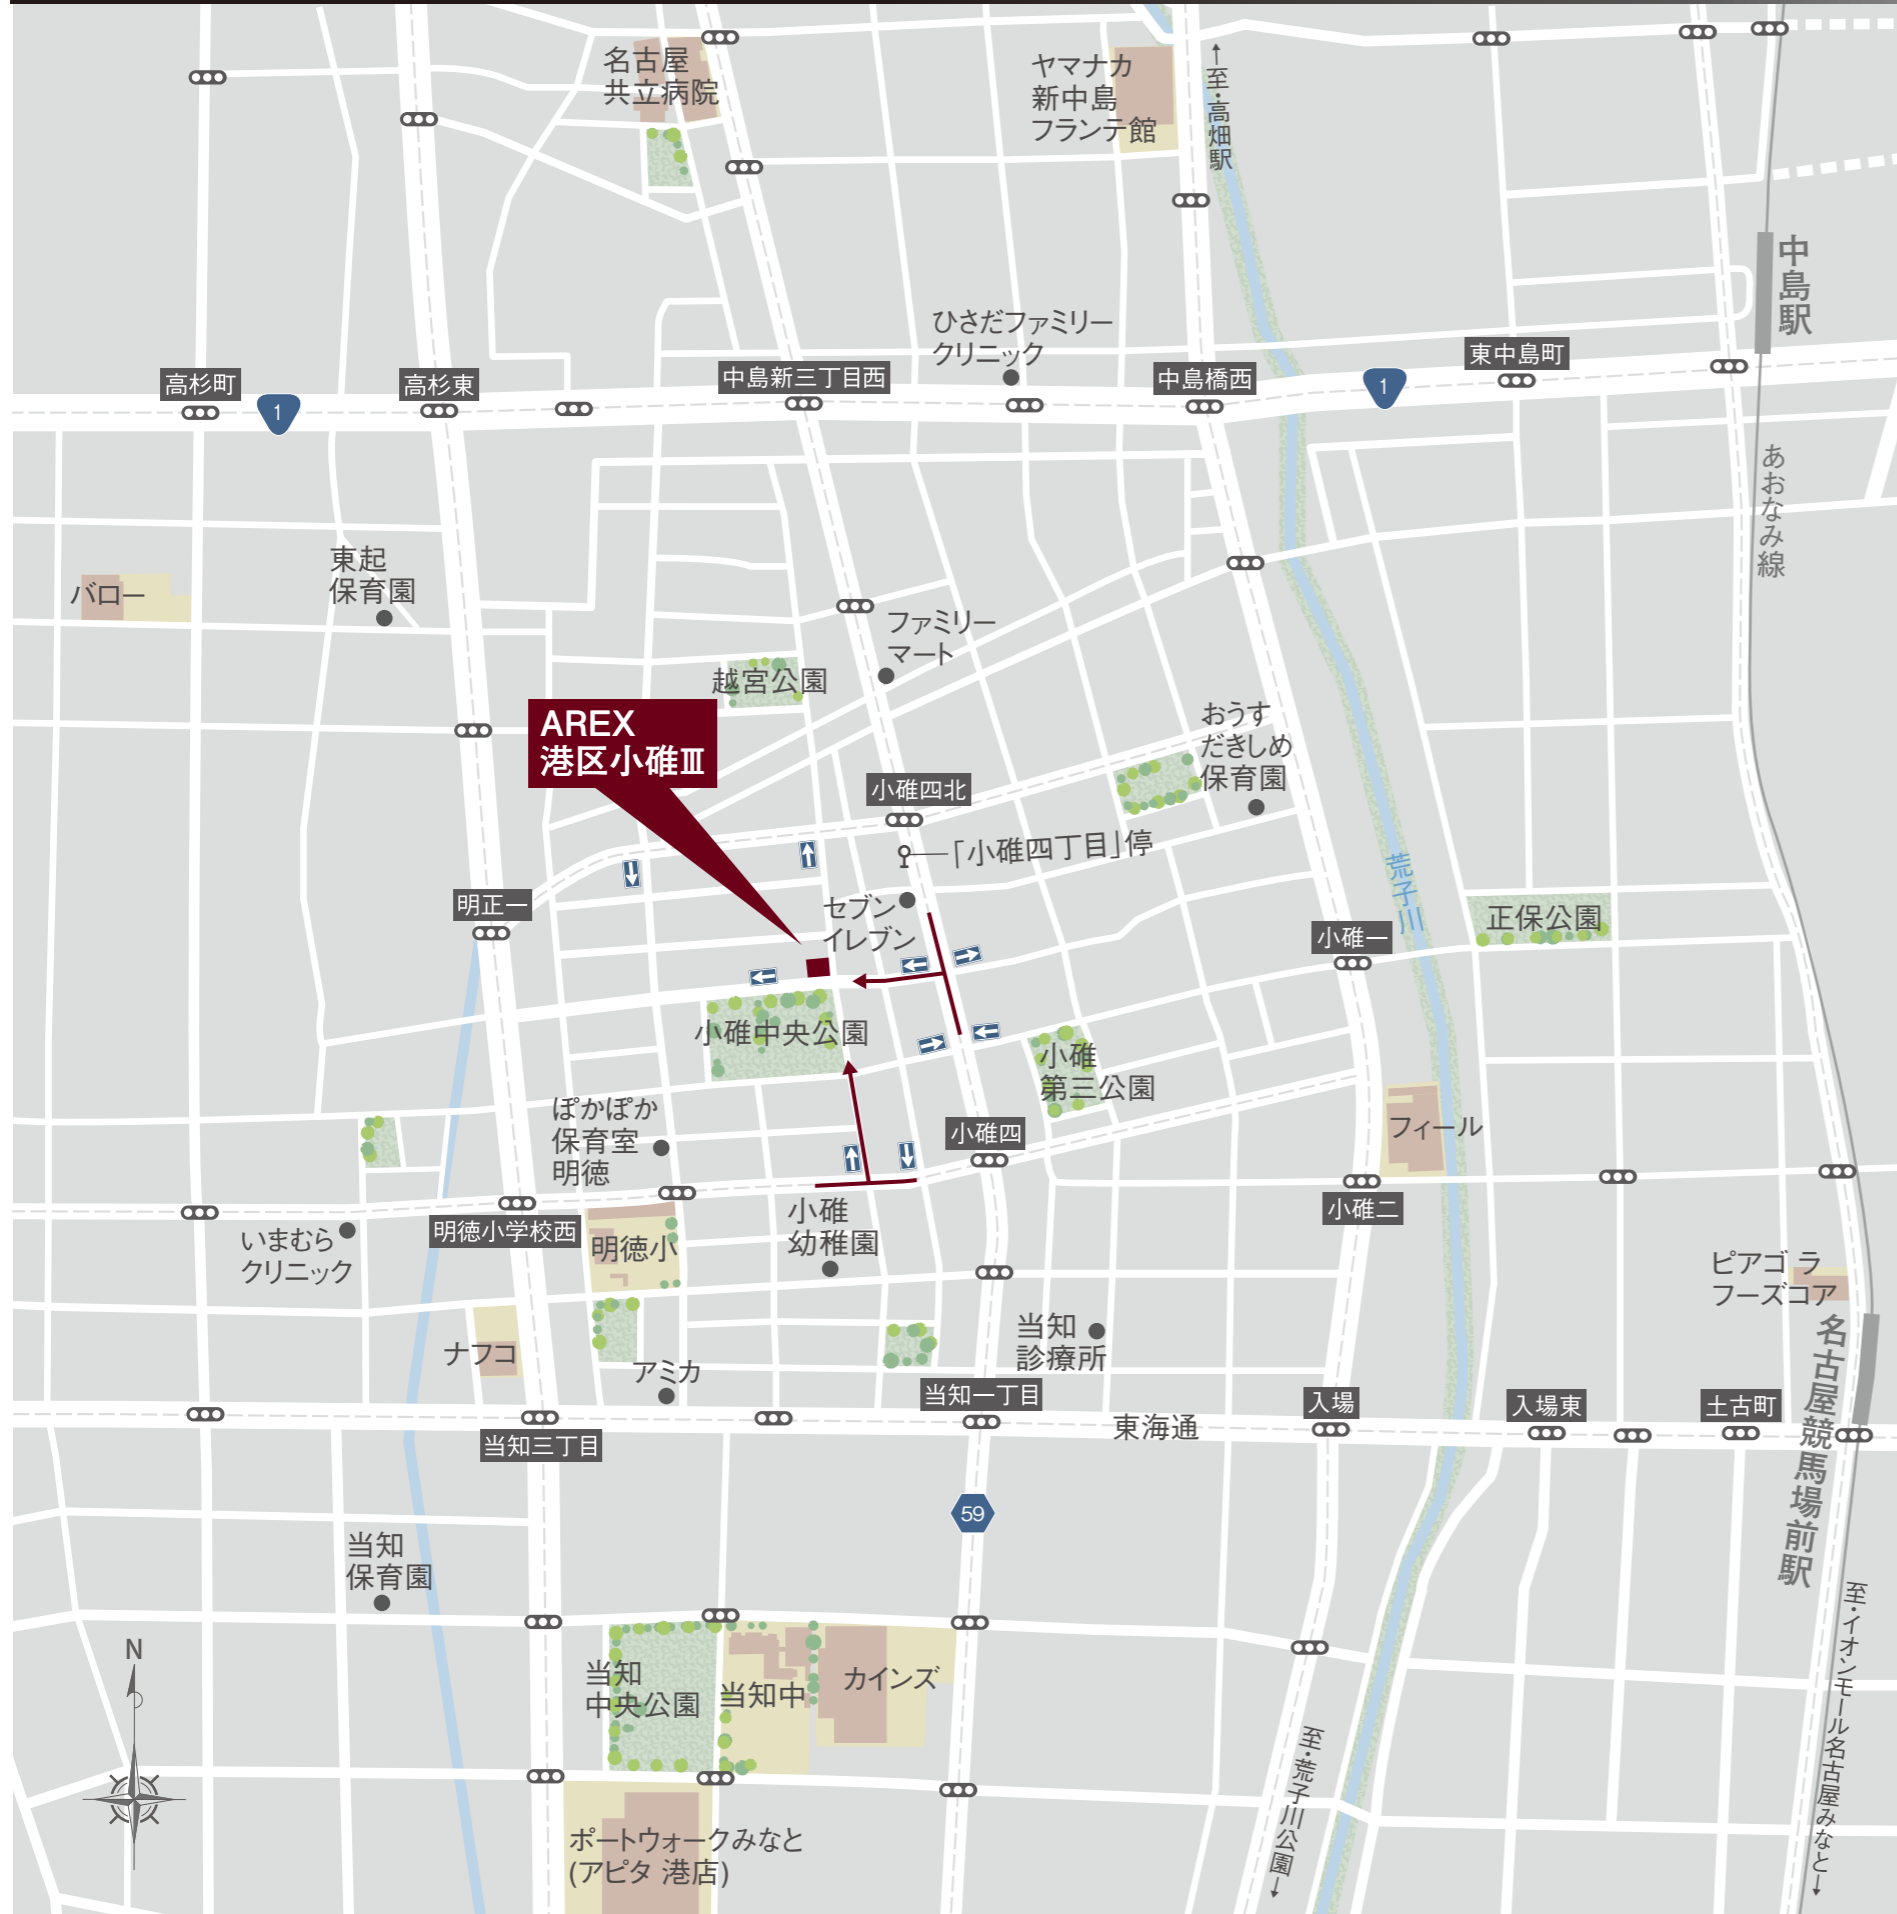 名古屋
共立病院
ヤマナカ
新中島
フランテ館
←至・高畑駅
中島駅
ひさだファミリー
クリニック
高杉町
1
高杉東
中島新三丁目西
中島橋西
1
東中島町
あおなみ線
バロー
東起
保育園
ファミリー
マート
越宮公園
AREX
港区小碓Ⅲ
おうす
だきしめ
保育園
小碓四北
「小碓四丁目」停
荒子川
明正一
セブン
イレブン
小碓一
正保公園
小碓中央公園
小碓
第三公園
ぽかぽか
保育室
明徳
小碓四
フィール
小碓二
いまむら
クリニック
明徳小学校西
明徳小
小碓
幼稚園
ピアゴ ラ
フーズコア
ナフコ
アミカ
当知
診療所
名古屋競馬場前駅
当知一丁目
東海通
入場
入場東
土古町
当知三丁目
59
当知
保育園
至・イオンモール名古屋みなと→
N
当知
中央公園
当知中
カインズ
至・荒子川公園→
ポートウォークみなと
(アピタ 港店)